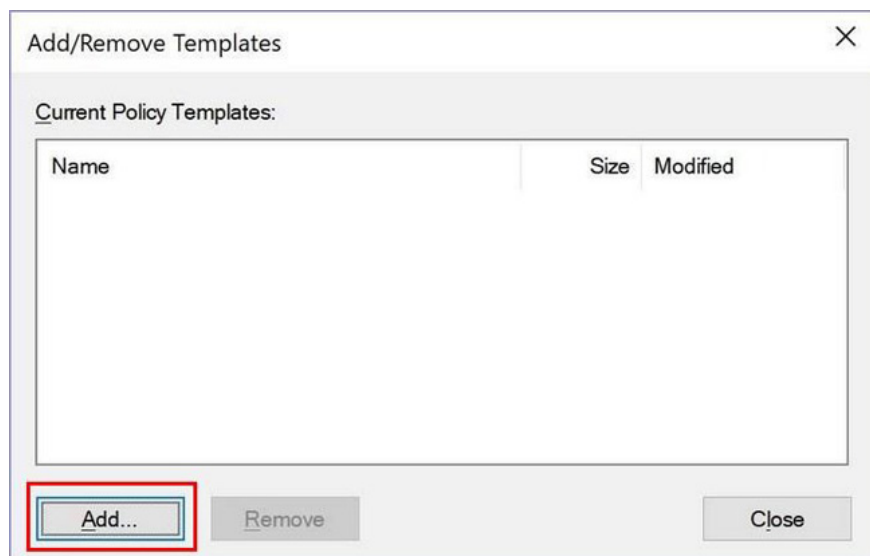 Add/Remove Templates
Current Policy Templates:
Name Size Modified
Add... Remove Close